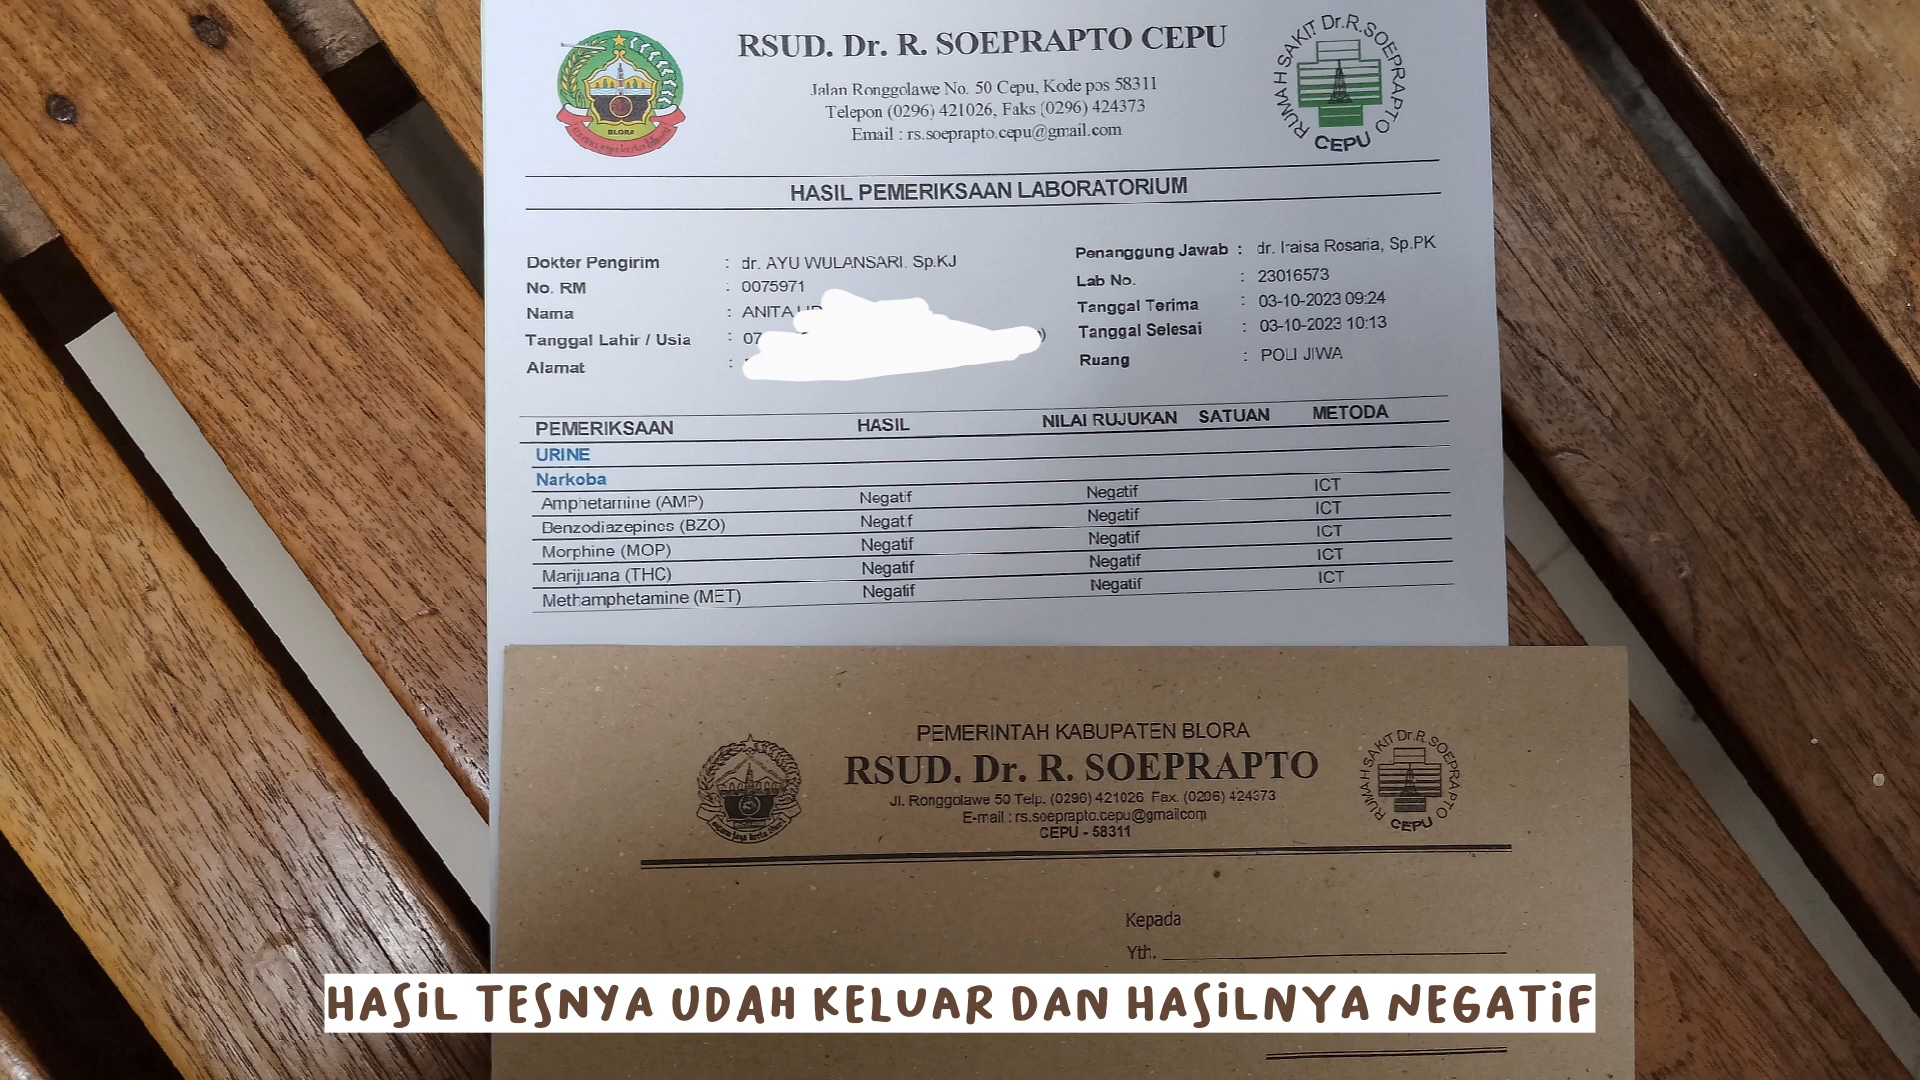 RSUD. Dr. R. SOEPRAPTO CEPU
Jalan Ronggolawe No. 50 Cepu, Kode pos 58311
Telepon (0296) 421026, Faks (0296) 424373
Email : rs.soeprapto.cepu@gmail.com
BLORA
RUMAH SAKIT Dr.R.SOEPRAPTO
CEPU
HASIL PEMERIKSAAN LABORATORIUM
Dokter Pengirim : dr. AYU WULANSARI, Sp.KJ
No. RM : 0075971
Nama : ANITA
Tanggal Lahir / Usia : 07
Alamat :
Penanggung Jawab : dr. Iraisa Rosaria, Sp.PK
Lab No. : 23016573
Tanggal Terima : 03-10-2023 09:24
Tanggal Selesai : 03-10-2023 10:13
Ruang : POLI JIWA
PEMERIKSAAN HASIL NILAI RUJUKAN SATUAN METODA
URINE
Narkoba
Amphetamine (AMP) Negatif Negatif ICT
Benzodiazepines (BZO) Negatif Negatif ICT
Morphine (MOP) Negatif Negatif ICT
Marijuana (THC) Negatif Negatif ICT
Methamphetamine (MET) Negatif Negatif ICT
PEMERINTAH KABUPATEN BLORA
RSUD. Dr. R. SOEPRAPTO
Jl. Ronggolawe 50 Telp. (0296) 421026 Fax. (0296) 424373
E-mail : rs.soeprapto.cepu@gmailcom
CEPU - 58311
RUMAH SAKIT Dr.R.SOEPRAPTO
CEPU
Kepada
Yth.
HASIL TESNYA UDAH KELUAR DAN HASILNYA NEGATIF